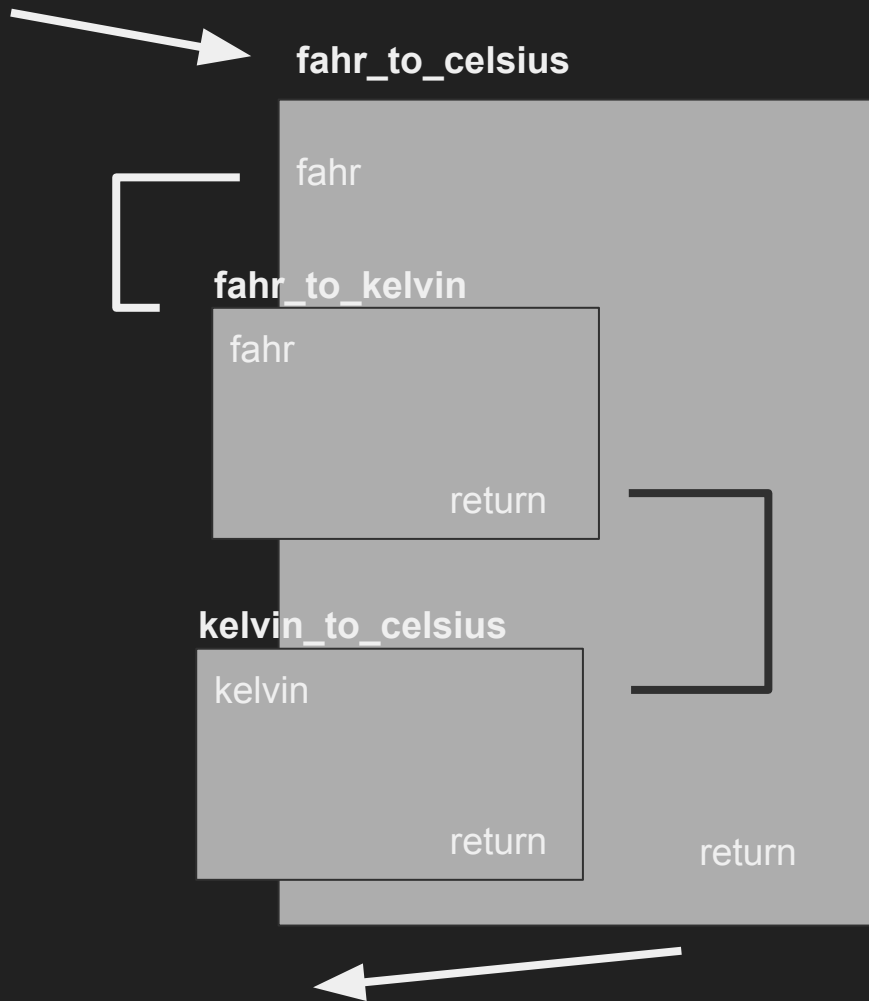 fahr_to_celsius
fahr
fahr_to_kelvin
fahr
return
kelvin_to_celsius
kelvin
return
return